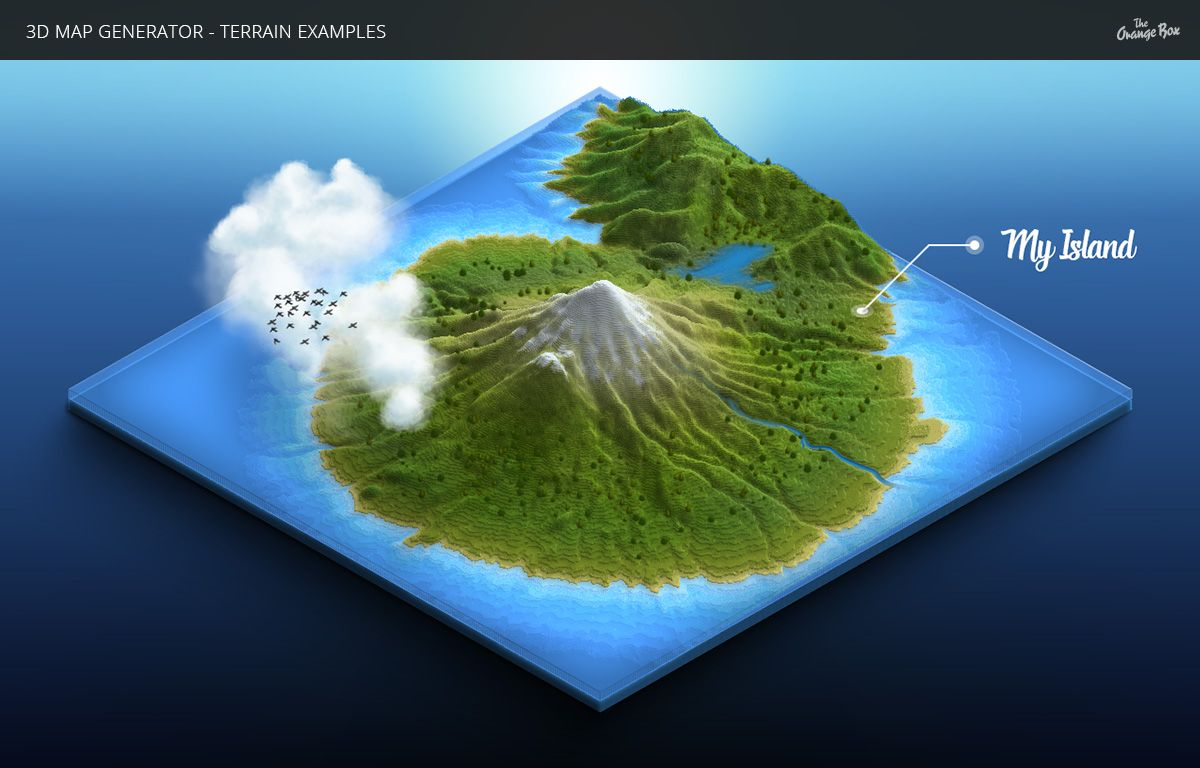 3D MAP GENERATOR - TERRAIN EXAMPLES
The
Orange Box
My Island